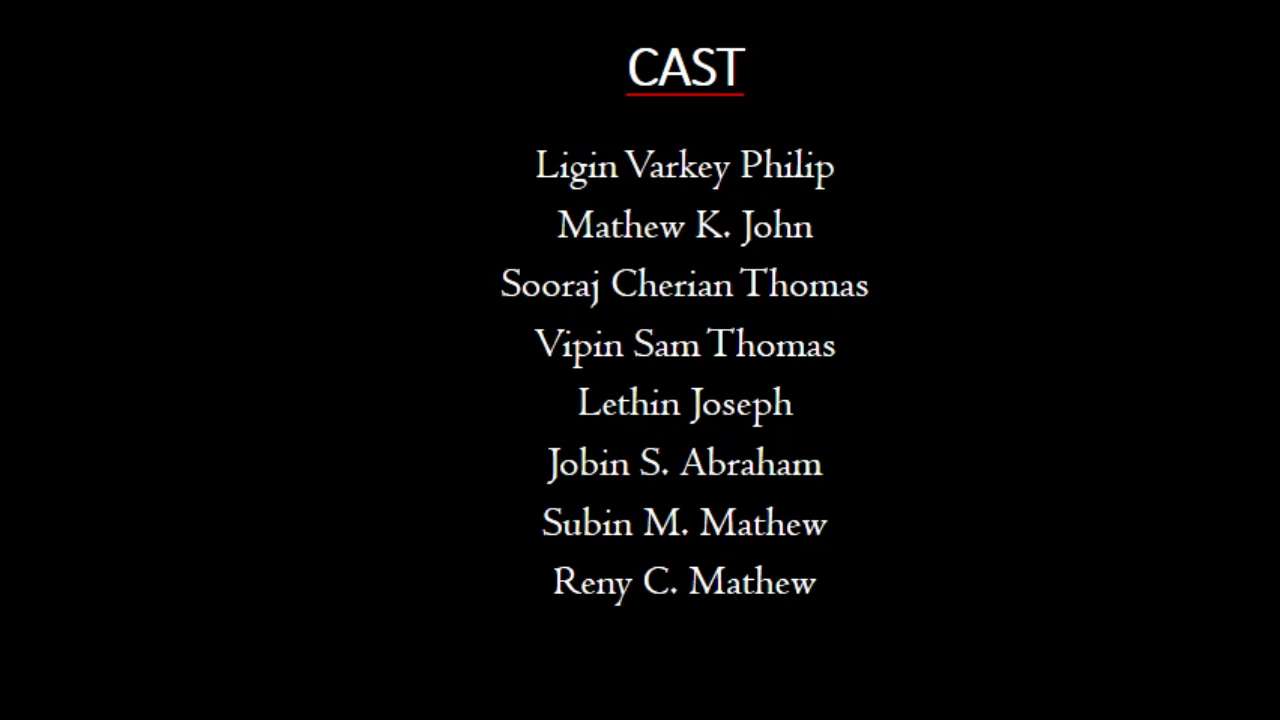 CAST
Ligin Varkey Philip
Mathew K. John
Sooraj Cherian Thomas
Vipin Sam Thomas
Lethin Joseph
Jobin S. Abraham
Subin M. Mathew
Reny C. Mathew